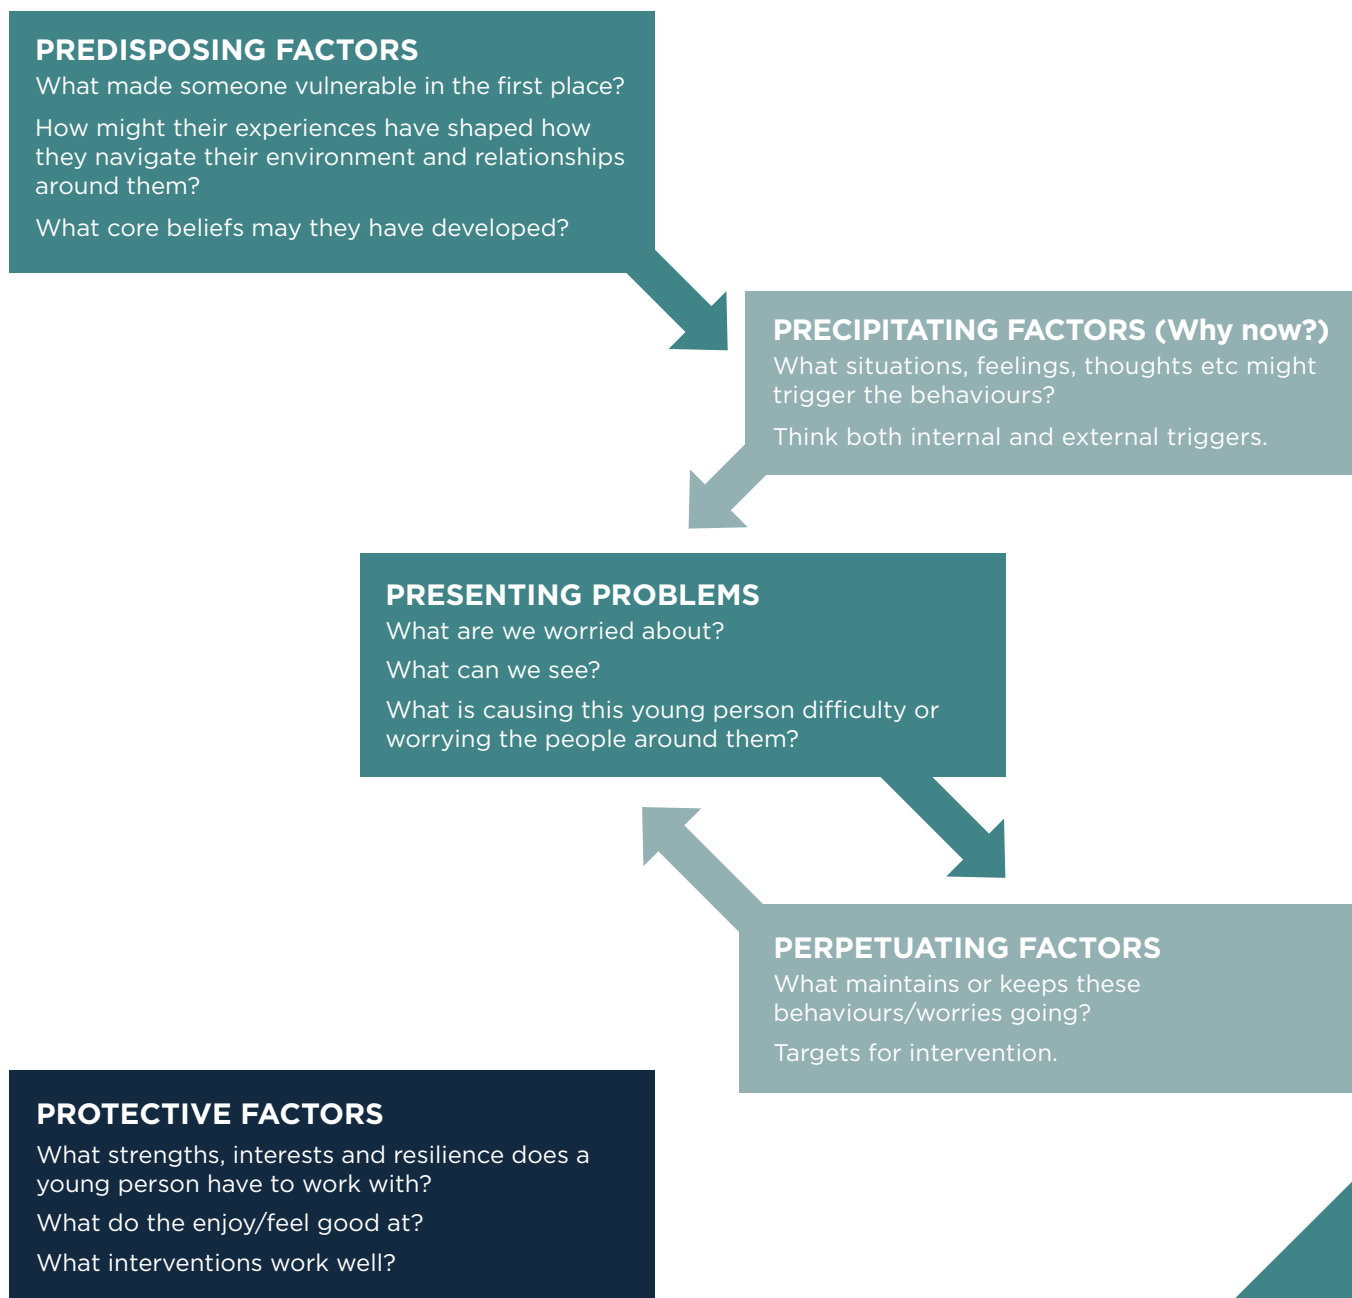 PREDISPOSING FACTORS
What made someone vulnerable in the first place?
How might their experiences have shaped how
they navigate their environment and relationships
around them?
What core beliefs may they have developed?
PRECIPITATING FACTORS (Why now?)
What situations, feelings, thoughts etc might
trigger the behaviours?
Think both internal and external triggers.
PRESENTING PROBLEMS
What are we worried about?
What can we see?
What is causing this young person difficulty or
worrying the people around them?
PERPETUATING FACTORS
What maintains or keeps these
behaviours/worries going?
Targets for intervention.
PROTECTIVE FACTORS
What strengths, interests and resilience does a
young person have to work with?
What do the enjoy/feel good at?
What interventions work well?